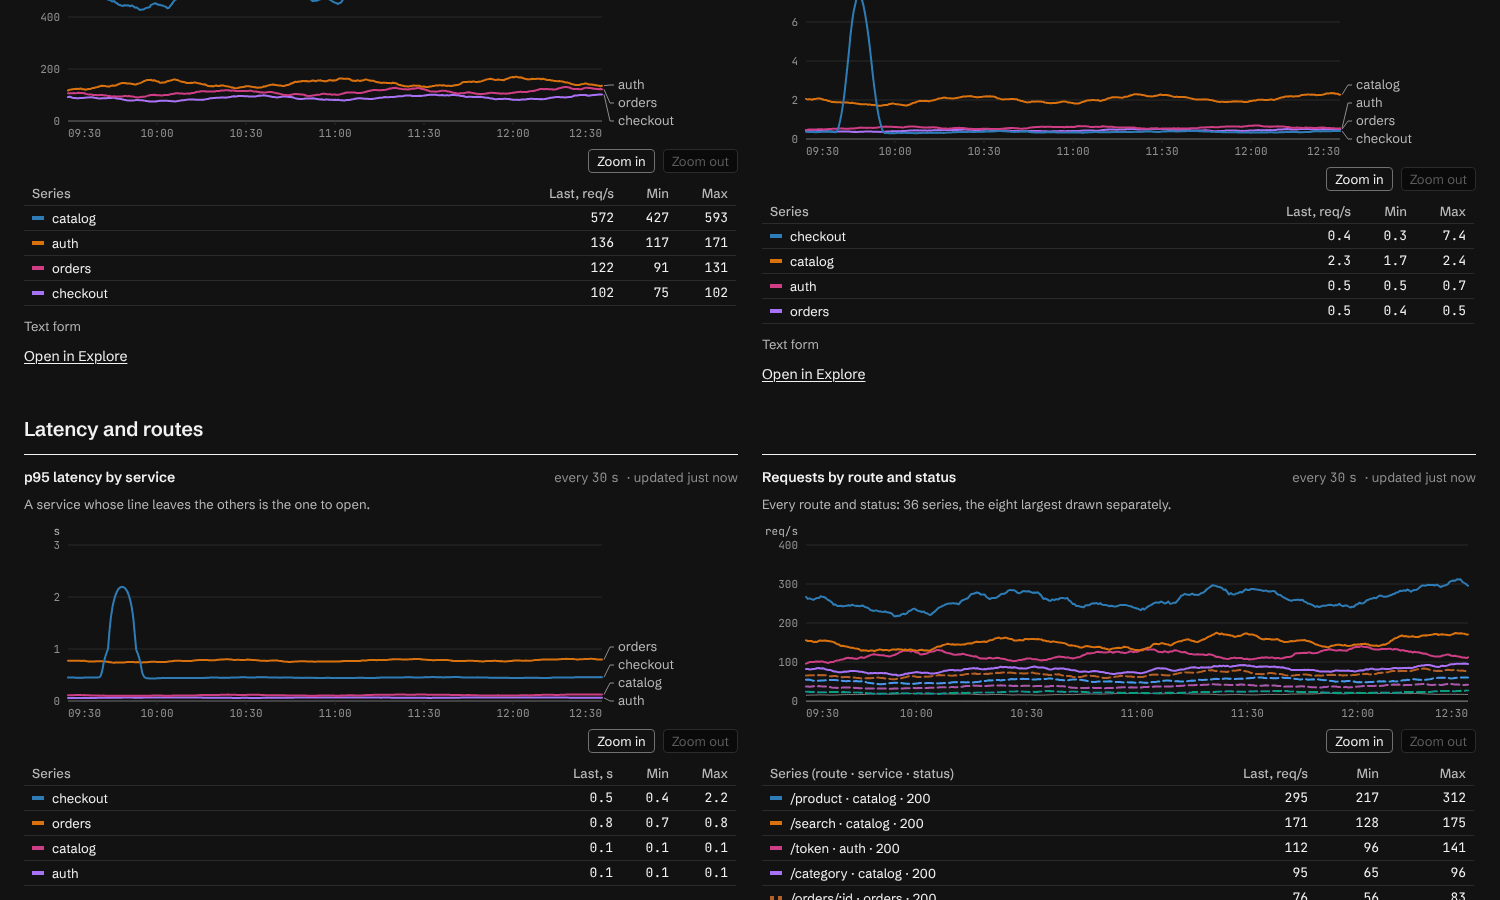 400
200
0
09:30 10:00 10:30 11:00 11:30 12:00 12:30
auth
orders
checkout
Zoom in Zoom out
Series Last, req/s Min Max
catalog 572 427 593
auth 136 117 171
orders 122 91 131
checkout 102 75 102
Text form
Open in Explore
6
4
2
0
09:30 10:00 10:30 11:00 11:30 12:00 12:30
catalog
auth
orders
checkout
Zoom in Zoom out
Series Last, req/s Min Max
checkout 0.4 0.3 7.4
catalog 2.3 1.7 2.4
auth 0.5 0.5 0.7
orders 0.5 0.4 0.5
Text form
Open in Explore
Latency and routes
p95 latency by service every 30 s · updated just now
A service whose line leaves the others is the one to open.
s
3
2
1
0
09:30 10:00 10:30 11:00 11:30 12:00 12:30
orders
checkout
catalog
auth
Zoom in Zoom out
Series Last, s Min Max
checkout 0.5 0.4 2.2
orders 0.8 0.7 0.8
catalog 0.1 0.1 0.1
auth 0.1 0.1 0.1
Requests by route and status every 30 s · updated just now
Every route and status: 36 series, the eight largest drawn separately.
req/s
400
300
200
100
0
09:30 10:00 10:30 11:00 11:30 12:00 12:30
Zoom in Zoom out
Series (route · service · status) Last, req/s Min Max
/product · catalog · 200 295 217 312
/search · catalog · 200 171 128 175
/token · auth · 200 112 96 141
/category · catalog · 200 95 65 96
/orders/:id · orders · 200 76 56 83